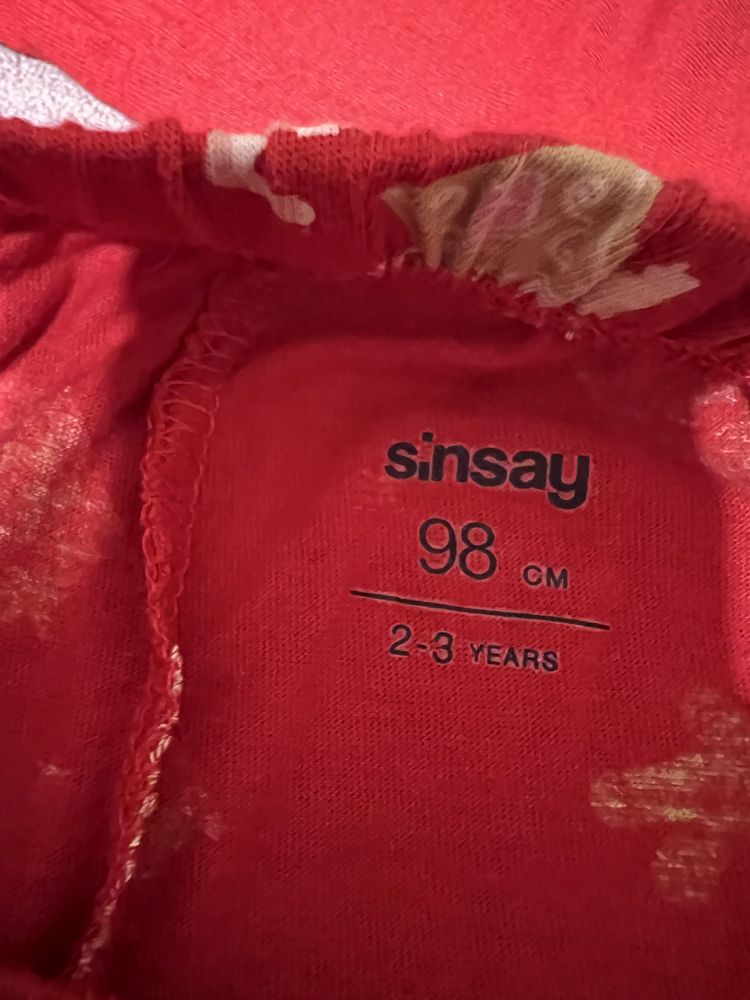 sinsay
98 CM
2-3 YEARS